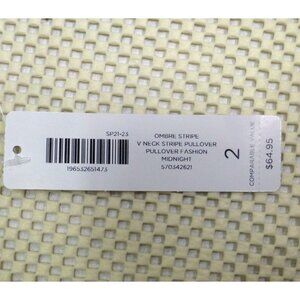 SP21-23
196532651473
OMBRE STRIPE
V NECK STRIPE PULLOVER
PULLOVER FASHION
MIDNIGHT
570342621
2
COMPARABLE VALUE
$64.95